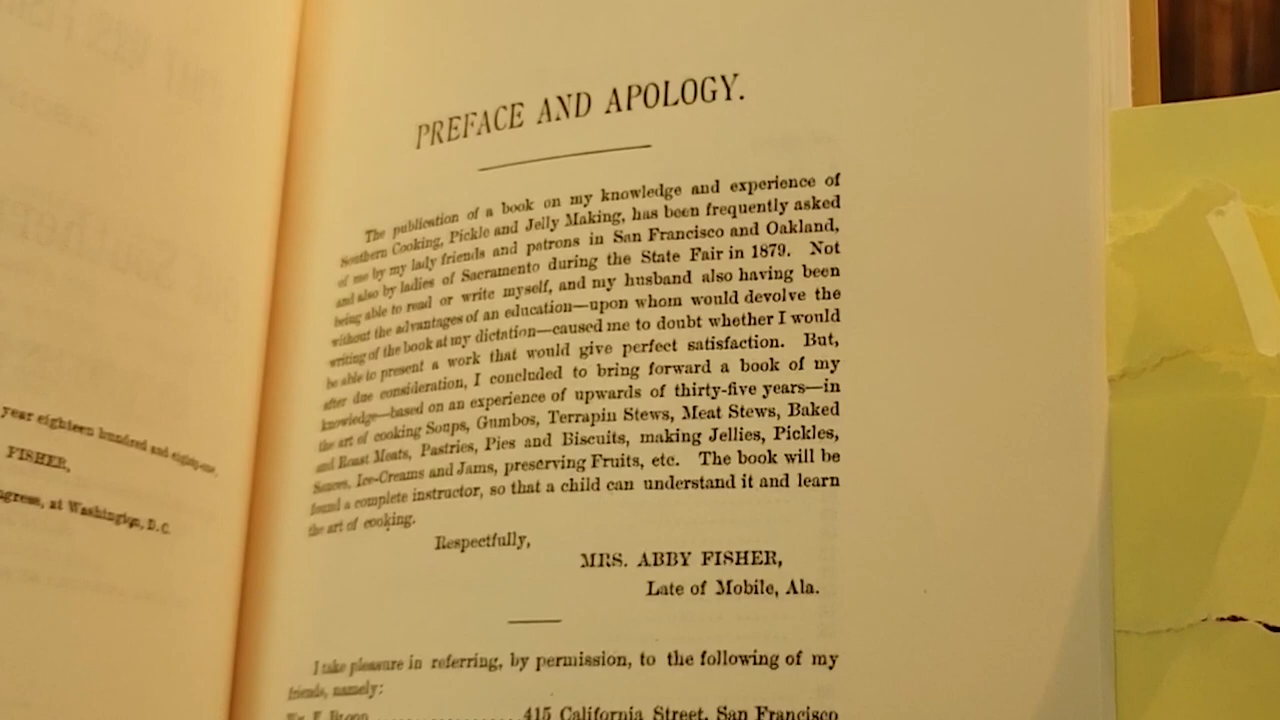 year eighteen hundred and eighty-one,
FISHER,
ngress, at Washington, D.C.
PREFACE AND APOLOGY.
The publication of a book on my knowledge and experience of
Southern Cooking, Pickle and Jelly Making, has been frequently asked
of me by my lady friends and patrons in San Francisco and Oakland,
and also by ladies of Sacramento during the State Fair in 1879. Not
being able to read or write myself, and my husband also having been
without the advantages of an education—upon whom would devolve the
writing of the book at my dictation—caused me to doubt whether I would
be able to present a work that would give perfect satisfaction. But,
after due consideration, I concluded to bring forward a book of my
knowledge—based on an experience of upwards of thirty-five years—in
the art of cooking Soups, Gumbos, Terrapin Stews, Meat Stews, Baked
and Roast Meats, Pastries, Pies and Biscuits, making Jellies, Pickles,
Sauces, Ice-Creams and Jams, preserving Fruits, etc. The book will be
found a complete instructor, so that a child can understand it and learn
the art of cooking.
Respectfully,
MRS. ABBY FISHER,
Late of Mobile, Ala.
I take pleasure in referring, by permission, to the following of my
friends, namely:
415 California Street, San Francisco